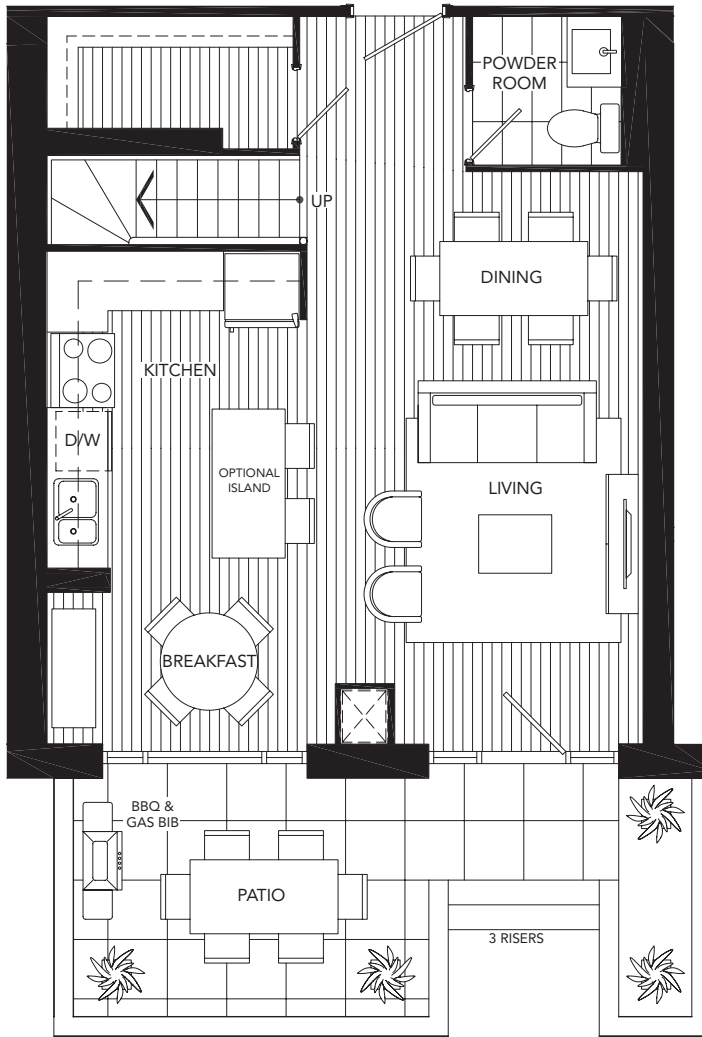 POWDER
ROOM
UP
DINING
KITCHEN
D/W
OPTIONAL
ISLAND
LIVING
BREAKFAST
BBQ &
GAS BIB
PATIO
3 RISERS